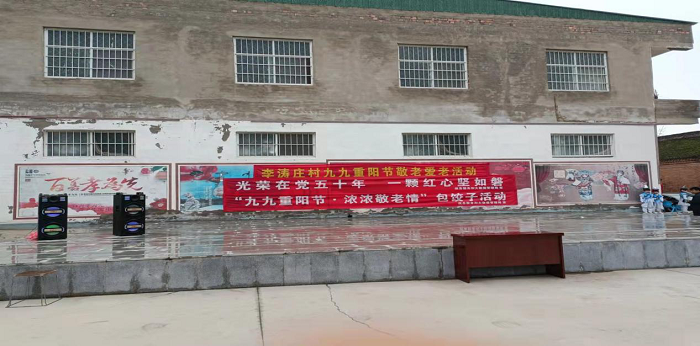 李涛庄村九九重阳节敬老爱老活动
百善孝为先
光荣在党五十年 一颗红心坚如磐
“九九重阳节·浓浓敬老情”包饺子活动